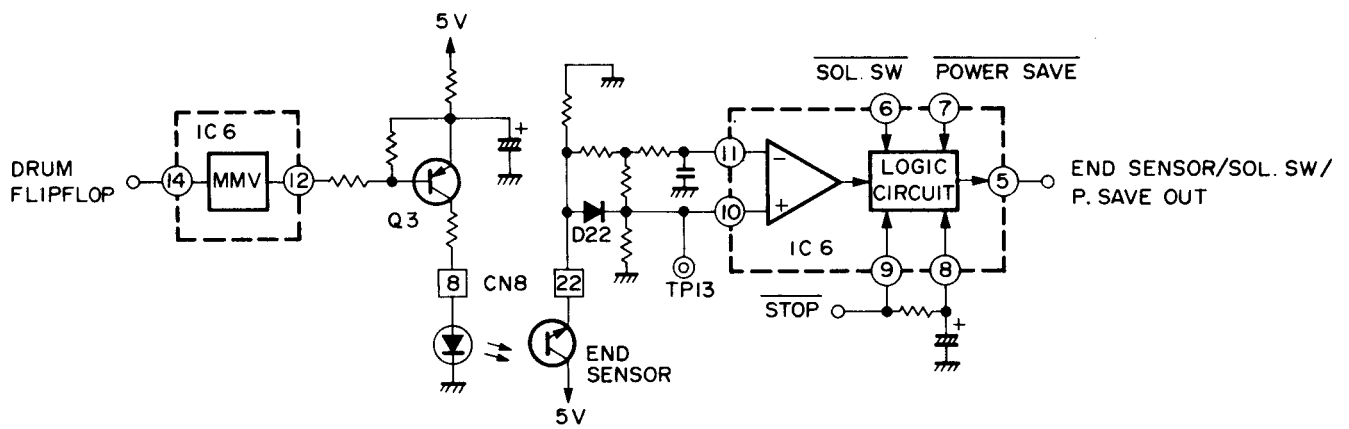 5V
SOL. SW
POWER SAVE
IC 6
6
7
DRUM
FLIPFLOP
14
MMV
12
11
−
LOGIC
CIRCUIT
5
END SENSOR/SOL. SW/
P. SAVE OUT
Q3
D22
10
+
IC 6
8
CN8
22
TP13
9
8
STOP
+
+
END
SENSOR
5V